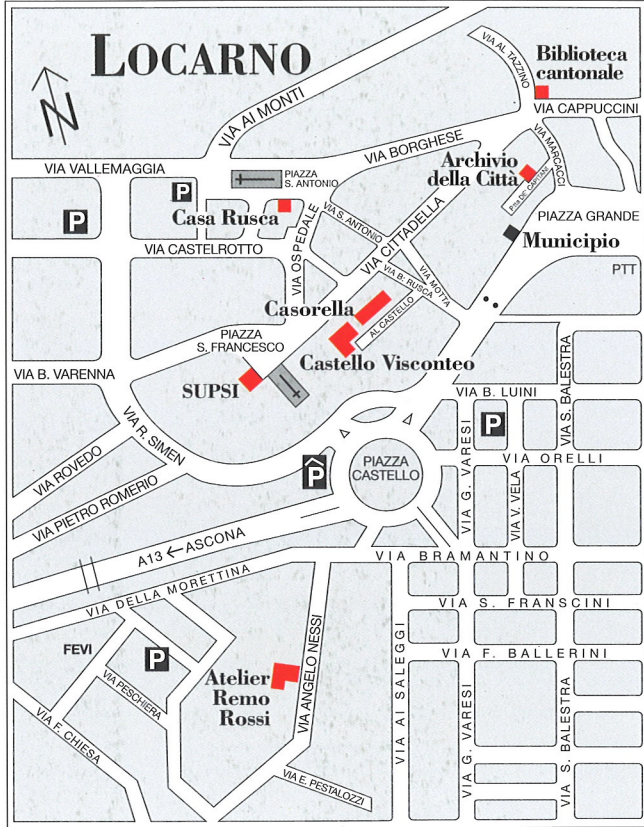 LOCARNO
N
VIA AL TAZZINO
Biblioteca
cantonale
VIA CAPPUCCINI
VIA AI MONTI
VIA BORGHESE
VIA MARCACCI
VIA VALLEMAGGIA
P
PIAZZA
S. ANTONIO
Archivio
della Città
P.tta DE' CAPITANI
P
Casa Rusca
VIA S. ANTONIO
VIA CITTADELLA
PIAZZA GRANDE
Municipio
VIA CASTELROTTO
VIA OSPEDALE
VIA B. RUSCA
VIA MOTTA
PTT
Casorella
AL CASTELLO
PIAZZA
S. FRANCESCO
Castello Visconteo
VIA B. VARENNA
SUPSI
VIA B. LUINI
VIA S. BALESTRA
VIA R. SIMEN
P
VIA G. VARESI
VIA ORELLI
VIA ROVEDO
P
PIAZZA
CASTELLO
VIA V. VELA
VIA PIETRO ROMERIO
A13 ← ASCONA
VIA BRAMANTINO
VIA DELLA MORETTINA
VIA S. FRANSCINI
FEVI
P
VIA F. BALLERINI
VIA PESCHIERA
Atelier
Remo
Rossi
VIA ANGELO NESSI
VIA AI SALEGGI
VIA G. VARESI
VIA S. BALESTRA
VIA F. CHIESA
VIA E. PESTALOZZI